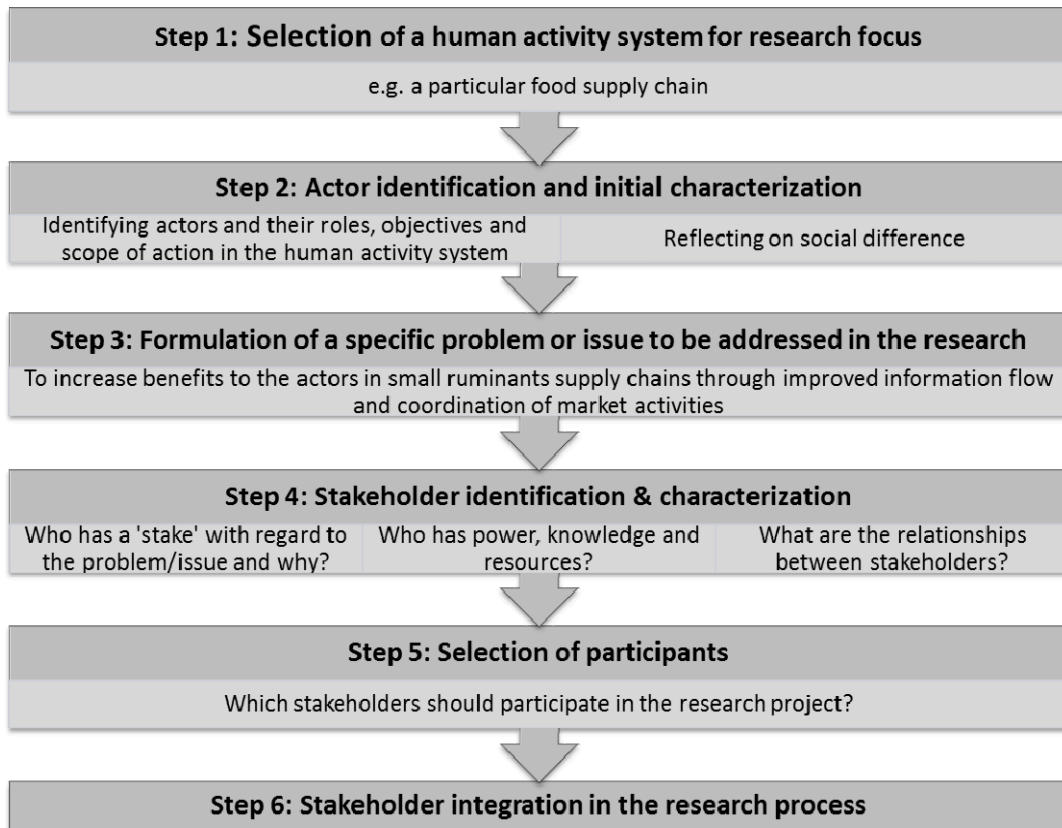 Step 1: Selection of a human activity system for research focus
e.g. a particular food supply chain
Step 2: Actor identification and initial characterization
Identifying actors and their roles, objectives and
scope of action in the human activity system
Reflecting on social difference
Step 3: Formulation of a specific problem or issue to be addressed in the research
To increase benefits to the actors in small ruminants supply chains through improved information flow
and coordination of market activities
Step 4: Stakeholder identification & characterization
Who has a 'stake' with regard to
the problem/issue and why?
Who has power, knowledge and
resources?
What are the relationships
between stakeholders?
Step 5: Selection of participants
Which stakeholders should participate in the research project?
Step 6: Stakeholder integration in the research process